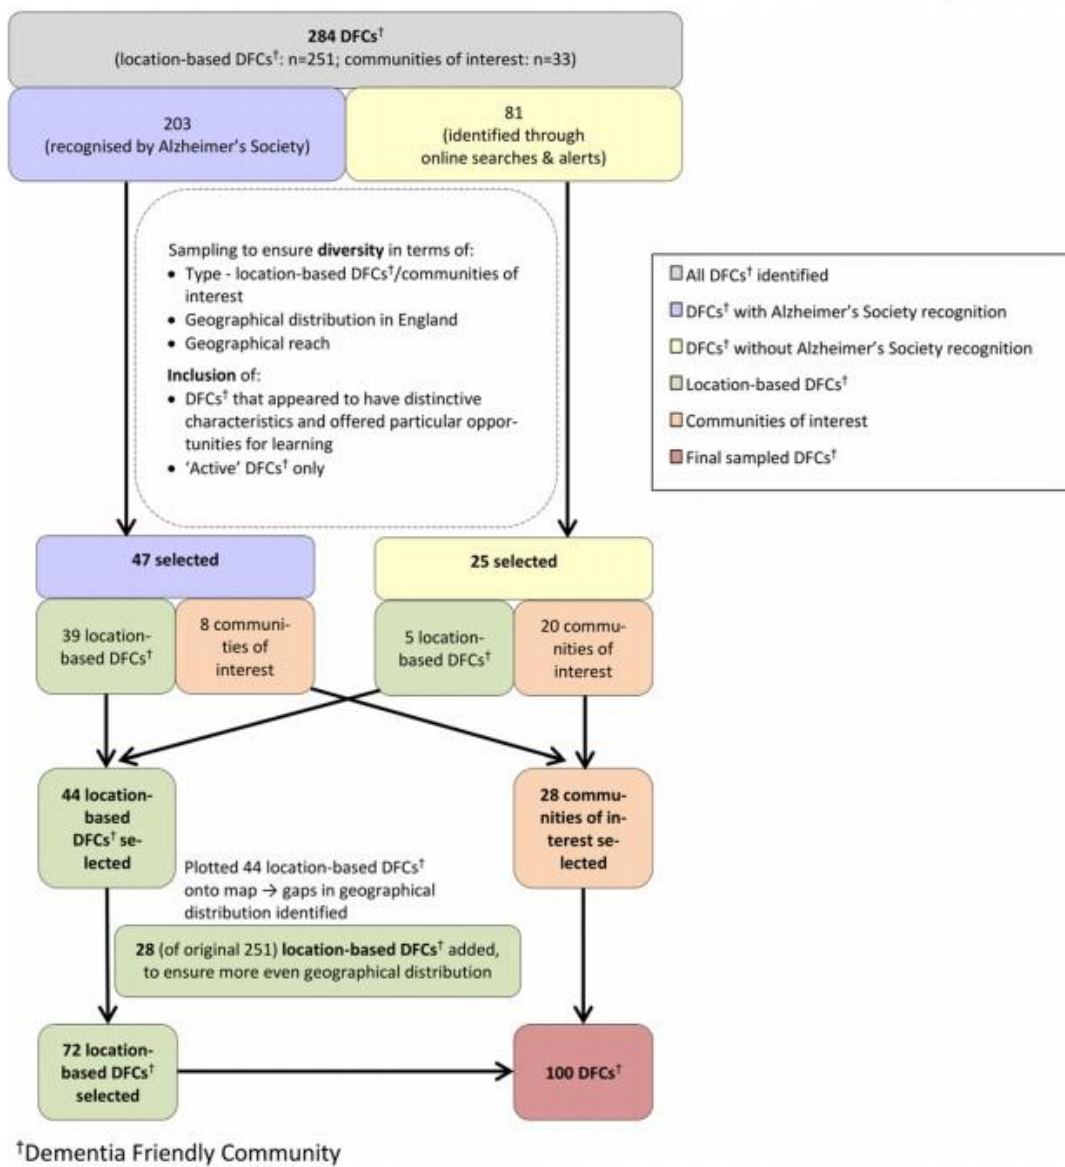 284 DFCs†
(location-based DFCs†: n=251; communities of interest: n=33)
203
(recognised by Alzheimer's Society)
81
(identified through
online searches & alerts)
Sampling to ensure diversity in terms of:
• Type - location-based DFCs†/communities of
interest
• Geographical distribution in England
• Geographical reach
Inclusion of:
• DFCs† that appeared to have distinctive
characteristics and offered particular oppor-
tunities for learning
• 'Active' DFCs† only
All DFCs† identified
DFCs† with Alzheimer's Society recognition
DFCs† without Alzheimer's Society recognition
Location-based DFCs†
Communities of interest
Final sampled DFCs†
47 selected
25 selected
39 location-
based DFCs†
8 communi-
ties of
interest
5 location-
based DFCs†
20 commu-
nities of
interest
44 location-
based
DFCs† se-
lected
28 commu-
nities of in-
terest se-
lected
Plotted 44 location-based DFCs†
onto map → gaps in geographical
distribution identified
28 (of original 251) location-based DFCs† added,
to ensure more even geographical distribution
72 location-
based DFCs†
selected
100 DFCs†
†Dementia Friendly Community